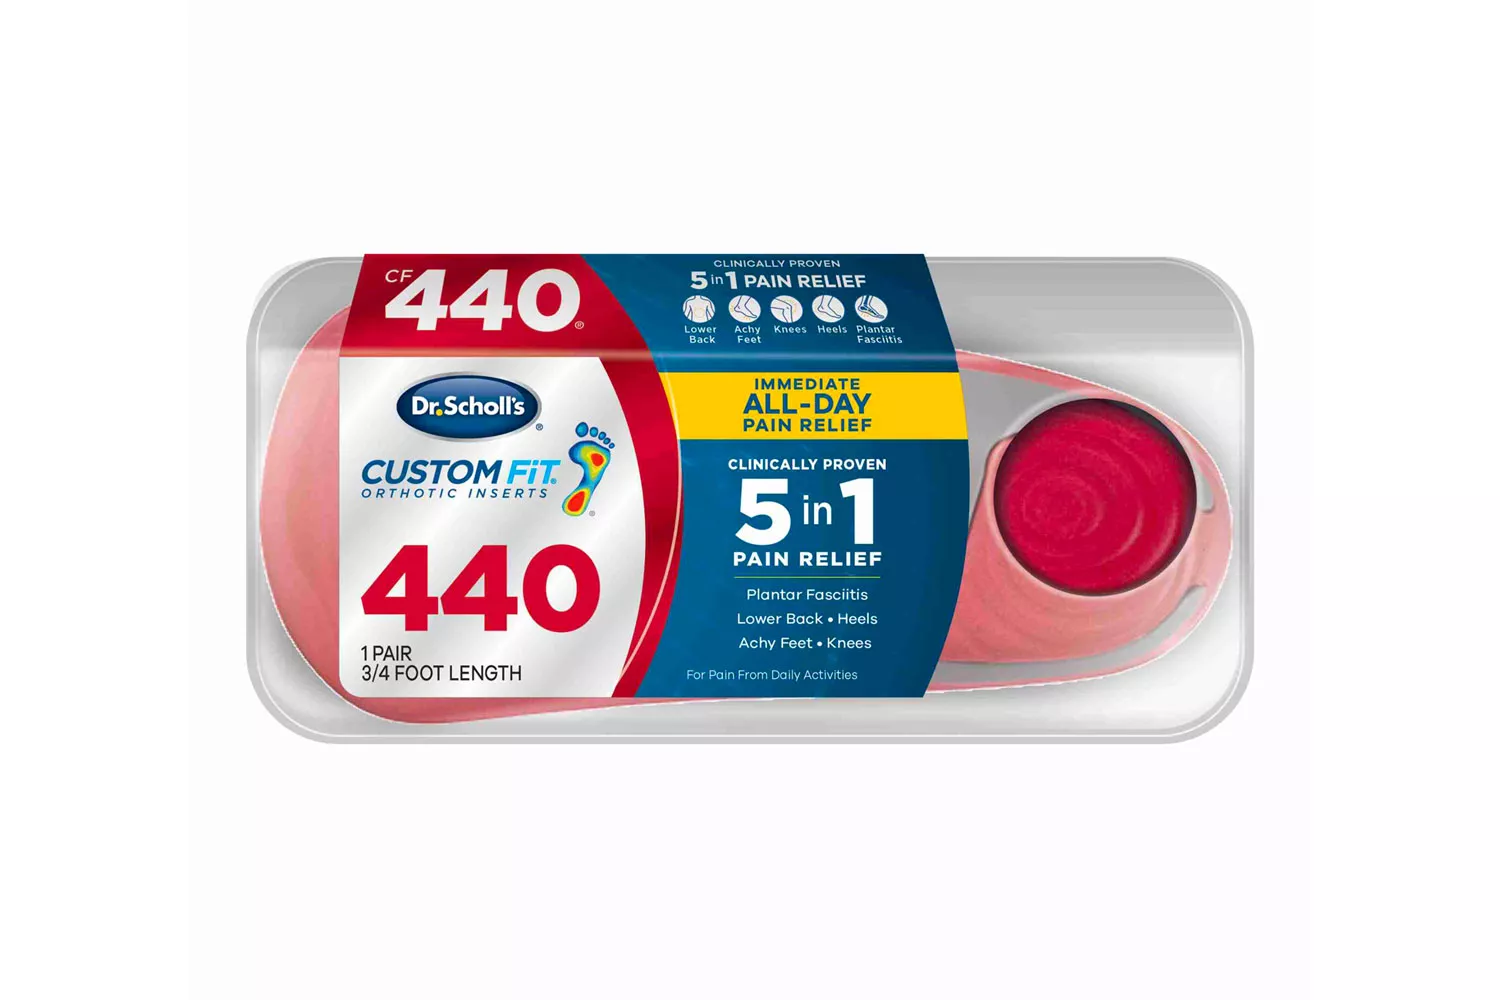 CF 440®
CLINICALLY PROVEN
5 in 1 PAIN RELIEF
Lower Back
Achy Feet
Knees
Heels
Plantar Fasciitis
Dr.Scholl's®
CUSTOM FiT®
ORTHOTIC INSERTS
440
1 PAIR
3/4 FOOT LENGTH
IMMEDIATE
ALL-DAY
PAIN RELIEF
CLINICALLY PROVEN
5 in 1
PAIN RELIEF
Plantar Fasciitis
Lower Back • Heels
Achy Feet • Knees
For Pain From Daily Activities